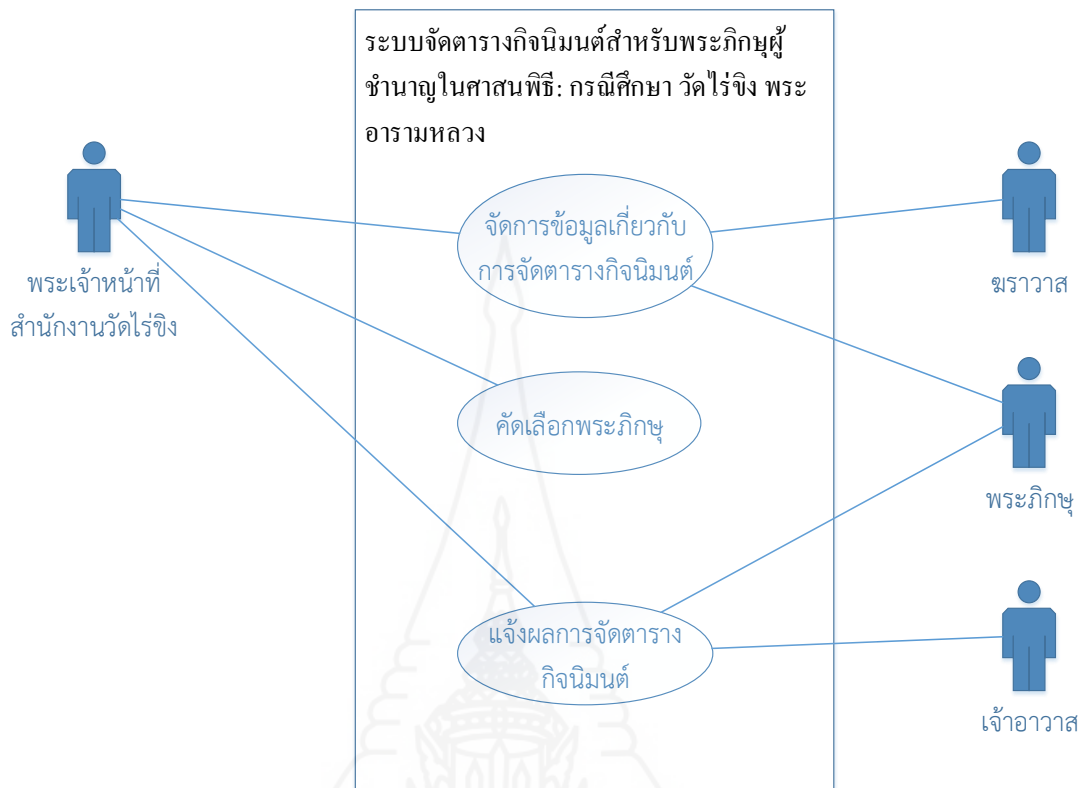 ระบบจัดตารางกิจนิมนต์สำหรับพระภิกษุผู้
ชำนาญในศาสนพิธี: กรณีศึกษา วัดไร่ขิง พระ
อารามหลวง
จัดการข้อมูลเกี่ยวกับ
การจัดตารางกิจนิมนต์
พระเจ้าหน้าที่
สำนักงานวัดไร่ขิง
ฆราวาส
คัดเลือกพระภิกษุ
พระภิกษุ
แจ้งผลการจัดตาราง
กิจนิมนต์
เจ้าอาวาส